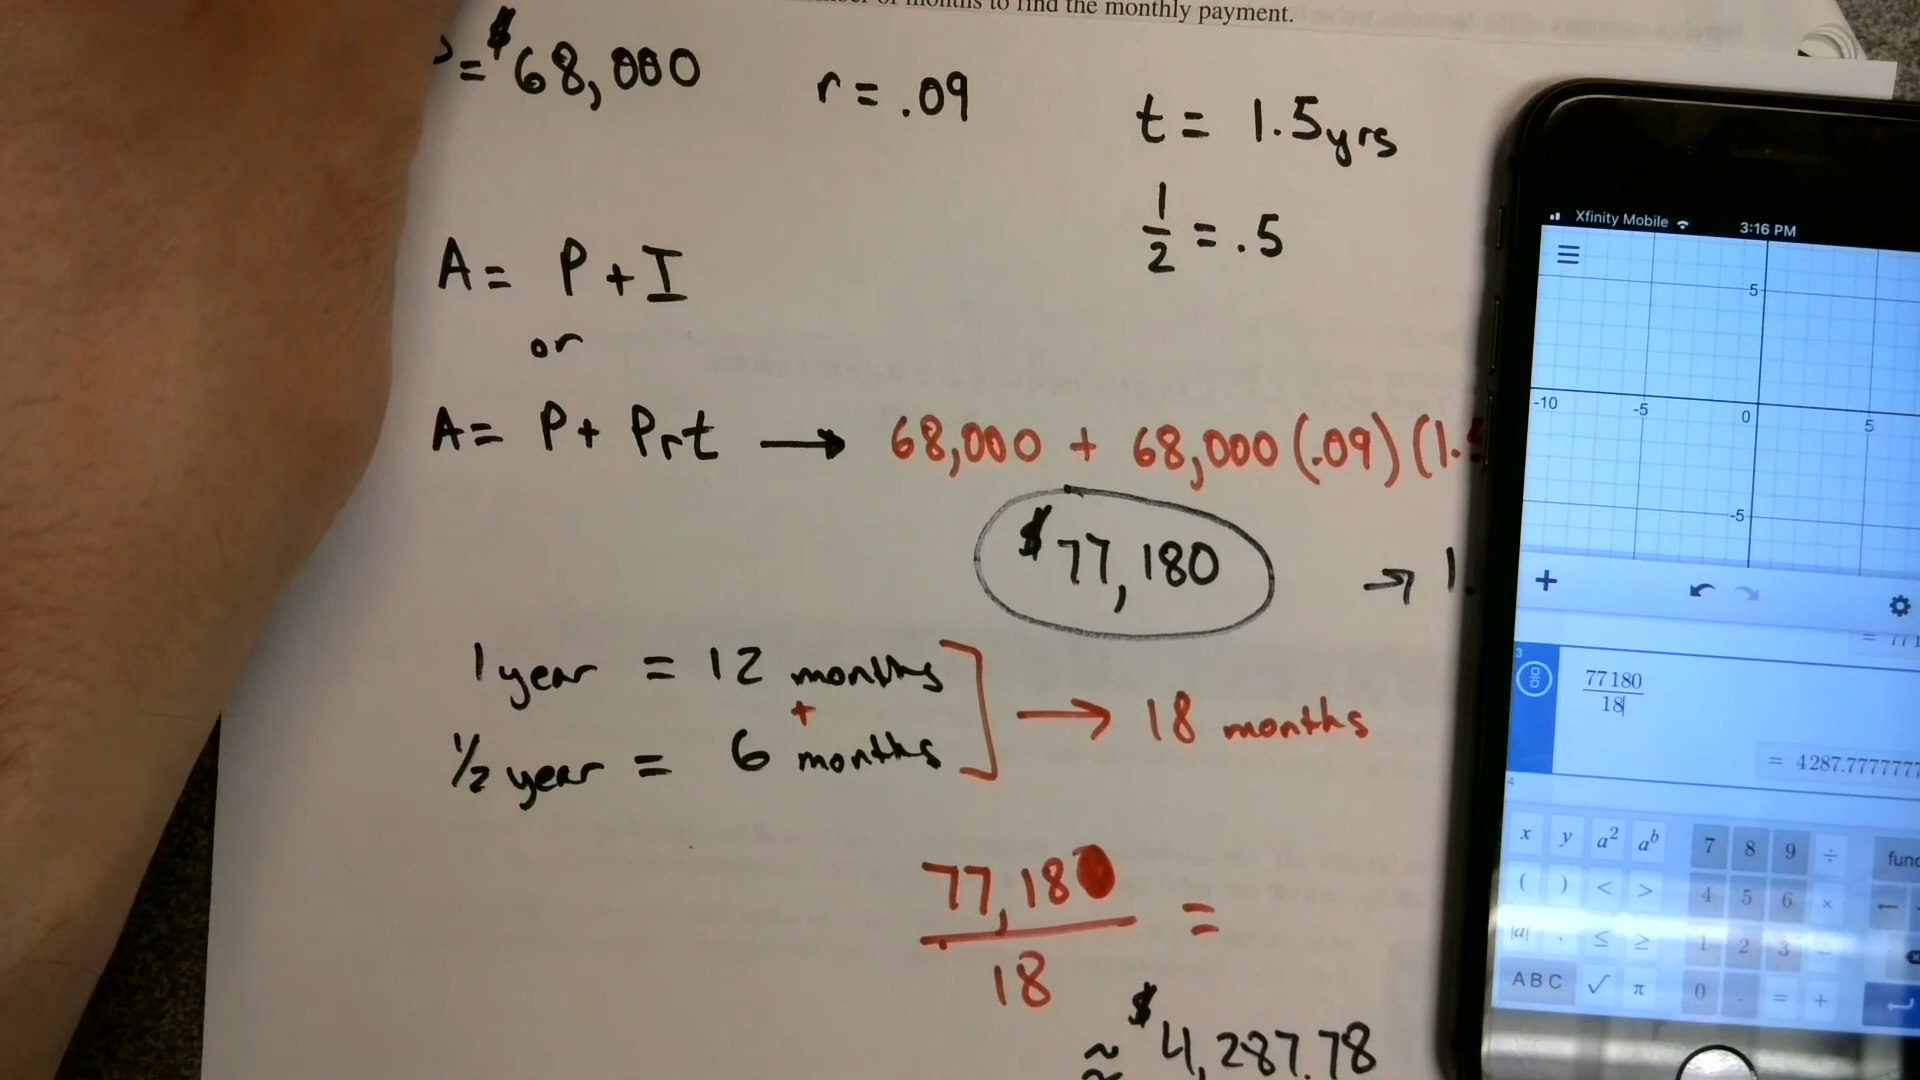 months to find the monthly payment.
= $68,000
r = .09
t = 1.5yrs
1/2 = .5
A = P + I
or
A = P + Prt → 68,000 + 68,000 (.09) (1.
$77,180 →
1 year = 12 months
+
1/2 year = 6 months
→ 18 months
77,180
18
=
≈ $4,287.78
Xfinity Mobile 3:16 PM
5
-10 -5 0 5
-5
+
3
77180
18
= 4287.7777777
4
x y a² aᵇ 7 8 9 ÷ func
( ) < > 4 5 6 ×
|a| , ≤ ≥ 1 2 3 −
ABC √ π 0 . = +